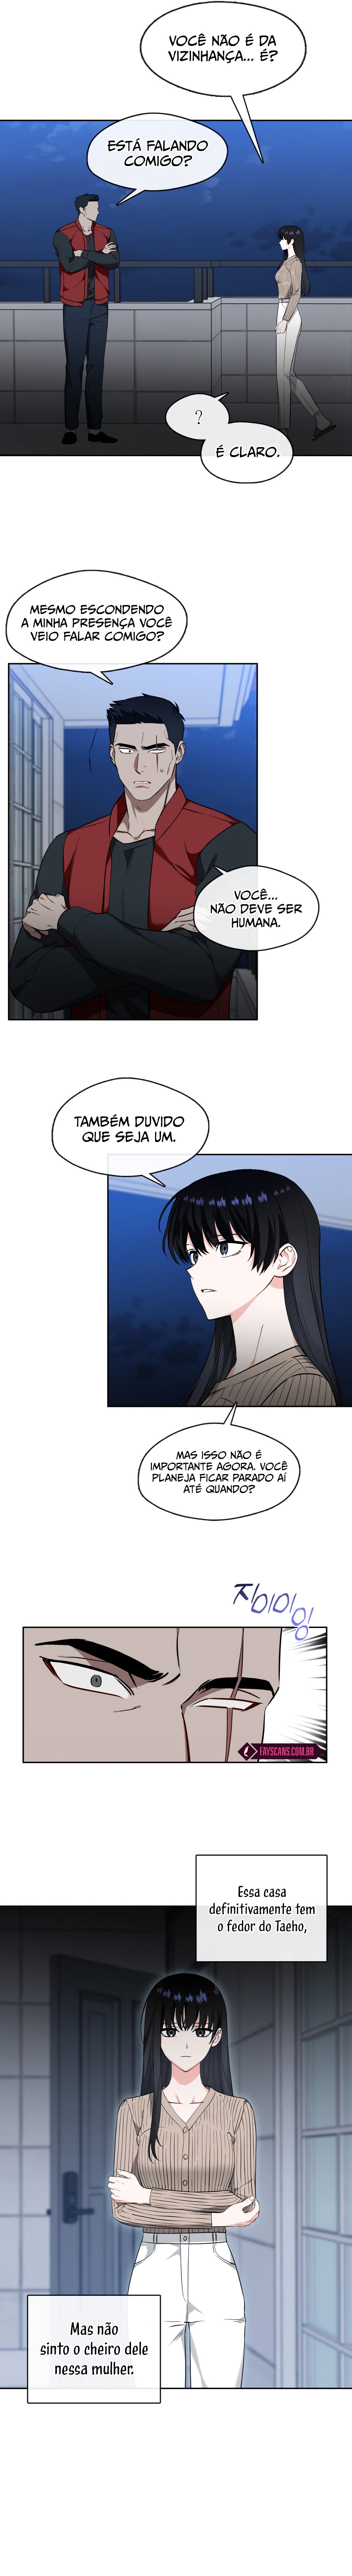 VOCÊ NÃO É DA
VIZINHANÇA... É?
ESTÁ FALANDO
COMIGO?
?
É CLARO.
MESMO ESCONDENDO
A MINHA PRESENÇA VOCÊ
VEIO FALAR COMIGO?
VOCÊ...
NÃO DEVE SER
HUMANA.
TAMBÉM DUVIDO
QUE SEJA UM.
MAS ISSO NÃO É
IMPORTANTE AGORA. VOCÊ
PLANEJA FICAR PARADO AÍ
ATÉ QUANDO?
지이이잉
FAYSCANS.COM.BR
Essa casa
definitivamente tem
o fedor do Taeho,
Mas não
sinto o cheiro dele
nessa mulher.